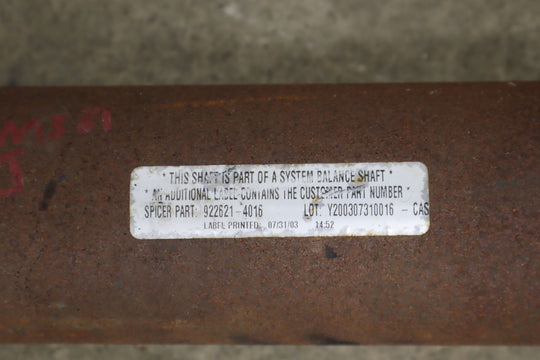 * THIS SHAFT IS PART OF A SYSTEM BALANCE SHAFT *
* AN ADDITIONAL LABEL CONTAINS THE CUSTOMER PART NUMBER *
SPICER PART: 922621-4016 LOT: Y200307310016 - CAS
LABEL PRINTED: 07/31/03 14:52